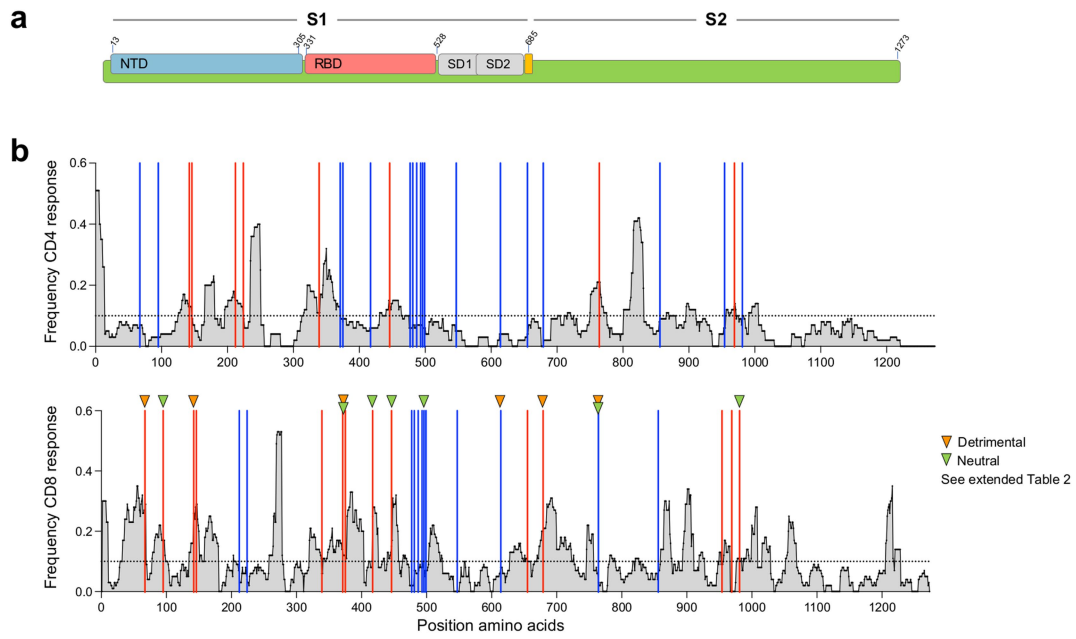 a
S1
S2
13
305
331
528
685
1273
NTD
RBD
SD1
SD2
b
Frequency CD4 response
0.6
0.4
0.2
0.0
0 100 200 300 400 500 600 700 800 900 1000 1100 1200
Frequency CD8 response
0.6
0.4
0.2
0.0
0 100 200 300 400 500 600 700 800 900 1000 1100 1200
Position amino acids
Detrimental
Neutral
See extended Table 2